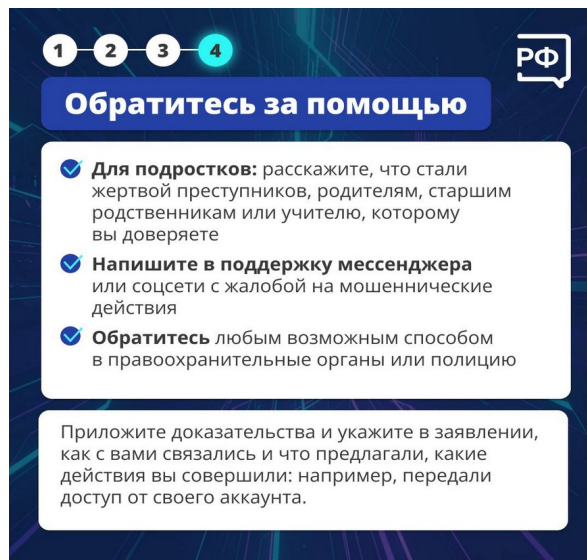 1 2 3 4
РФ
Обратитесь за помощью
Для подростков: расскажите, что стали
жертвой преступников, родителям, старшим
родственникам или учителю, которому
вы доверяете
Напишите в поддержку мессенджера
или соцсети с жалобой на мошеннические
действия
Обратитесь любым возможным способом
в правоохранительные органы или полицию
Приложите доказательства и укажите в заявлении,
как с вами связались и что предлагали, какие
действия вы совершили: например, передали
доступ от своего аккаунта.